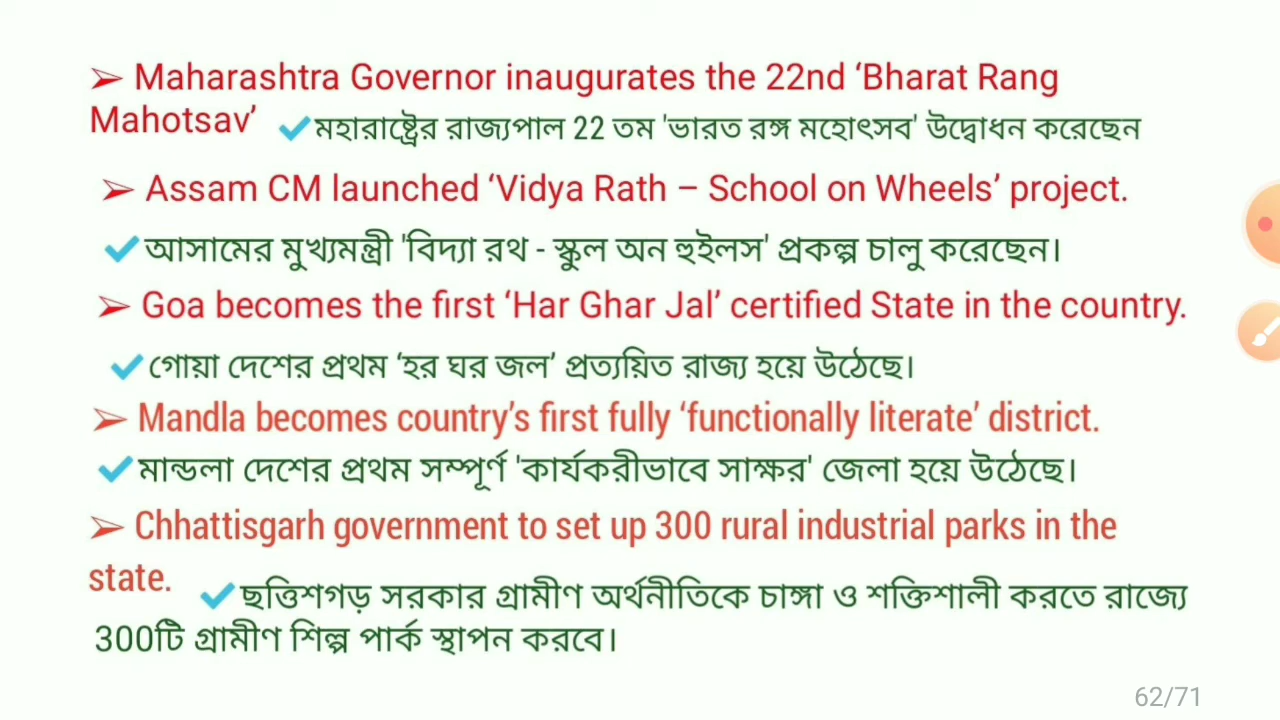 ➢ Maharashtra Governor inaugurates the 22nd ‘Bharat Rang
Mahotsav’ ✔মহারাষ্ট্রের রাজ্যপাল 22 তম 'ভারত রঙ্গ মহোৎসব' উদ্বোধন করেছেন
➢ Assam CM launched ‘Vidya Rath – School on Wheels’ project.
✔আসামের মুখ্যমন্ত্রী 'বিদ্যা রথ - স্কুল অন হুইলস' প্রকল্প চালু করেছেন।
➢ Goa becomes the first ‘Har Ghar Jal’ certified State in the country.
✔গোয়া দেশের প্রথম ‘হর ঘর জল’ প্রত্যয়িত রাজ্য হয়ে উঠেছে।
➢ Mandla becomes country’s first fully ‘functionally literate’ district.
✔মান্ডলা দেশের প্রথম সম্পূর্ণ 'কার্যকরীভাবে সাক্ষর' জেলা হয়ে উঠেছে।
➢ Chhattisgarh government to set up 300 rural industrial parks in the
state. ✔ছত্তিশগড় সরকার গ্রামীণ অর্থনীতিকে চাঙ্গা ও শক্তিশালী করতে রাজ্যে
300টি গ্রামীণ শিল্প পার্ক স্থাপন করবে।
62/71